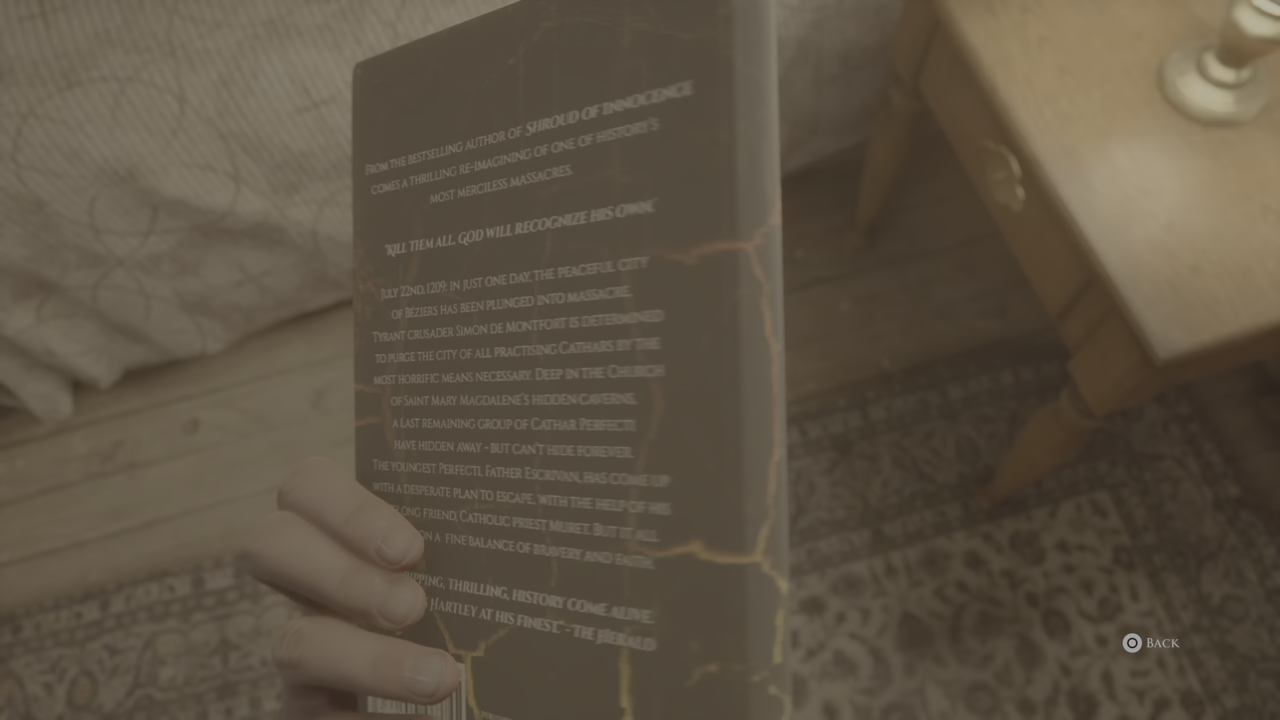 FROM THE BESTSELLING AUTHOR OF SHROUD OF INNOCENCE
COMES A THRILLING RE-IMAGINING OF ONE OF HISTORY'S
MOST MERCILESS MASSACRES.
"KILL THEM ALL. GOD WILL RECOGNIZE HIS OWN."
JULY 22ND, 1209: IN JUST ONE DAY, THE PEACEFUL CITY
OF BÉZIERS HAS BEEN PLUNGED INTO MASSACRE.
TYRANT CRUSADER SIMON DE MONTFORT IS DETERMINED
TO PURGE THE CITY OF ALL PRACTISING CATHARS BY THE
MOST HORRIFIC MEANS NECESSARY. DEEP IN THE CHURCH
OF SAINT MARY MAGDALENE'S HIDDEN CAVERNS,
A LAST REMAINING GROUP OF CATHAR PERFECTI
HAVE HIDDEN AWAY - BUT CAN'T HIDE FOREVER.
THE YOUNGEST PERFECTI, FATHER ESCRIVAN, HAS COME UP
WITH A DESPERATE PLAN TO ESCAPE, WITH THE HELP OF HIS
FRIEND, CATHOLIC PRIEST MURET. BUT IT ALL
ON A FINE BALANCE OF BRAVERY AND FAITH.
THRILLING, HISTORY COME ALIVE.
HARTLEY AT HIS FINEST." - THE HERALD
BACK